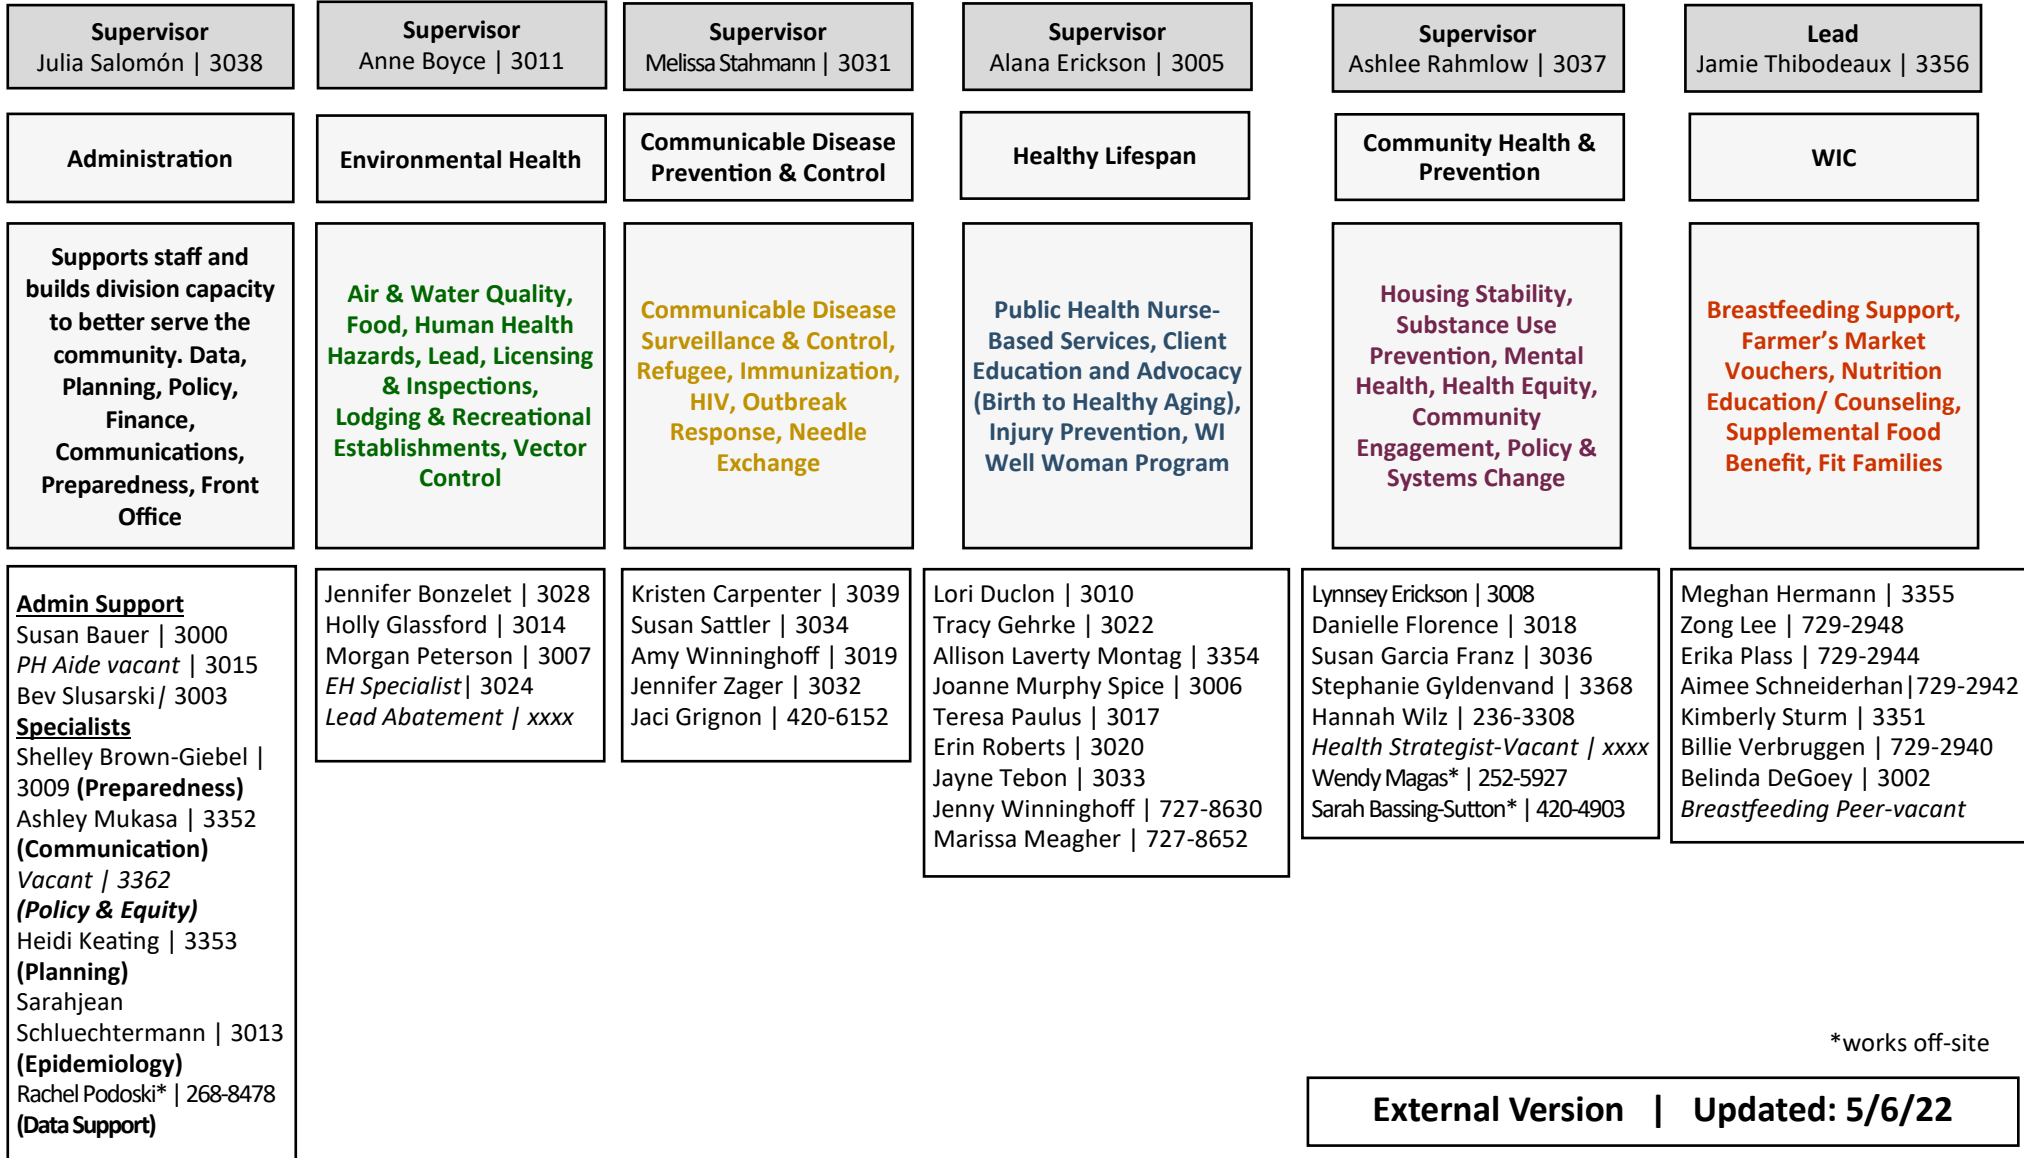 Supervisor
Julia Salomón | 3038
Administration
Supports staff and
builds division capacity
to better serve the
community. Data,
Planning, Policy,
Finance,
Communications,
Preparedness, Front
Office
Admin Support
Susan Bauer | 3000
PH Aide vacant | 3015
Bev Slusarski/ 3003
Specialists
Shelley Brown-Giebel |
3009 (Preparedness)
Ashley Mukasa | 3352
(Communication)
Vacant | 3362
(Policy & Equity)
Heidi Keating | 3353
(Planning)
Sarahjean
Schluechtermann | 3013
(Epidemiology)
Rachel Podoski* | 268-8478
(Data Support)
Supervisor
Anne Boyce | 3011
Environmental Health
Air & Water Quality,
Food, Human Health
Hazards, Lead, Licensing
& Inspections,
Lodging & Recreational
Establishments, Vector
Control
Jennifer Bonzelet | 3028
Holly Glassford | 3014
Morgan Peterson | 3007
EH Specialist| 3024
Lead Abatement | xxxx
Supervisor
Melissa Stahmann | 3031
Communicable Disease
Prevention & Control
Communicable Disease
Surveillance & Control,
Refugee, Immunization,
HIV, Outbreak
Response, Needle
Exchange
Kristen Carpenter | 3039
Susan Sattler | 3034
Amy Winninghoff | 3019
Jennifer Zager | 3032
Jaci Grignon | 420-6152
Supervisor
Alana Erickson | 3005
Healthy Lifespan
Public Health Nurse-
Based Services, Client
Education and Advocacy
(Birth to Healthy Aging),
Injury Prevention, WI
Well Woman Program
Lori Duclon | 3010
Tracy Gehrke | 3022
Allison Laverty Montag | 3354
Joanne Murphy Spice | 3006
Teresa Paulus | 3017
Erin Roberts | 3020
Jayne Tebon | 3033
Jenny Winninghoff | 727-8630
Marissa Meagher | 727-8652
Supervisor
Ashlee Rahmlow | 3037
Community Health &
Prevention
Housing Stability,
Substance Use
Prevention, Mental
Health, Health Equity,
Community
Engagement, Policy &
Systems Change
Lynnsey Erickson | 3008
Danielle Florence | 3018
Susan Garcia Franz | 3036
Stephanie Gyldenvand | 3368
Hannah Wilz | 236-3308
Health Strategist-Vacant | xxxx
Wendy Magas* | 252-5927
Sarah Bassing-Sutton* | 420-4903
Lead
Jamie Thibodeaux | 3356
WIC
Breastfeeding Support,
Farmer’s Market
Vouchers, Nutrition
Education/ Counseling,
Supplemental Food
Benefit, Fit Families
Meghan Hermann | 3355
Zong Lee | 729-2948
Erika Plass | 729-2944
Aimee Schneiderhan|729-2942
Kimberly Sturm | 3351
Billie Verbruggen | 729-2940
Belinda DeGoey | 3002
Breastfeeding Peer-vacant
*works off-site
External Version | Updated: 5/6/22